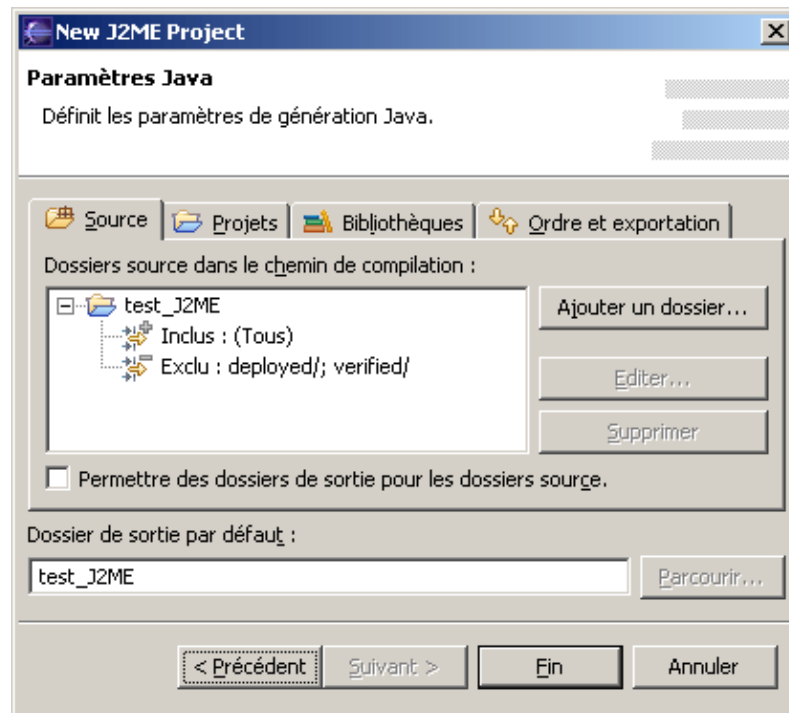 New J2ME Project
Paramètres Java
Définit les paramètres de génération Java.
Source Projets Bibliothèques Ordre et exportation
Dossiers source dans le chemin de compilation :
test_J2ME Ajouter un dossier...
Inclus : (Tous)
Exclu : deployed/; verified/ Editer...
Supprimer
Permettre des dossiers de sortie pour les dossiers source.
Dossier de sortie par défaut :
test_J2ME Parcourir...
< Précédent Suivant > Fin Annuler